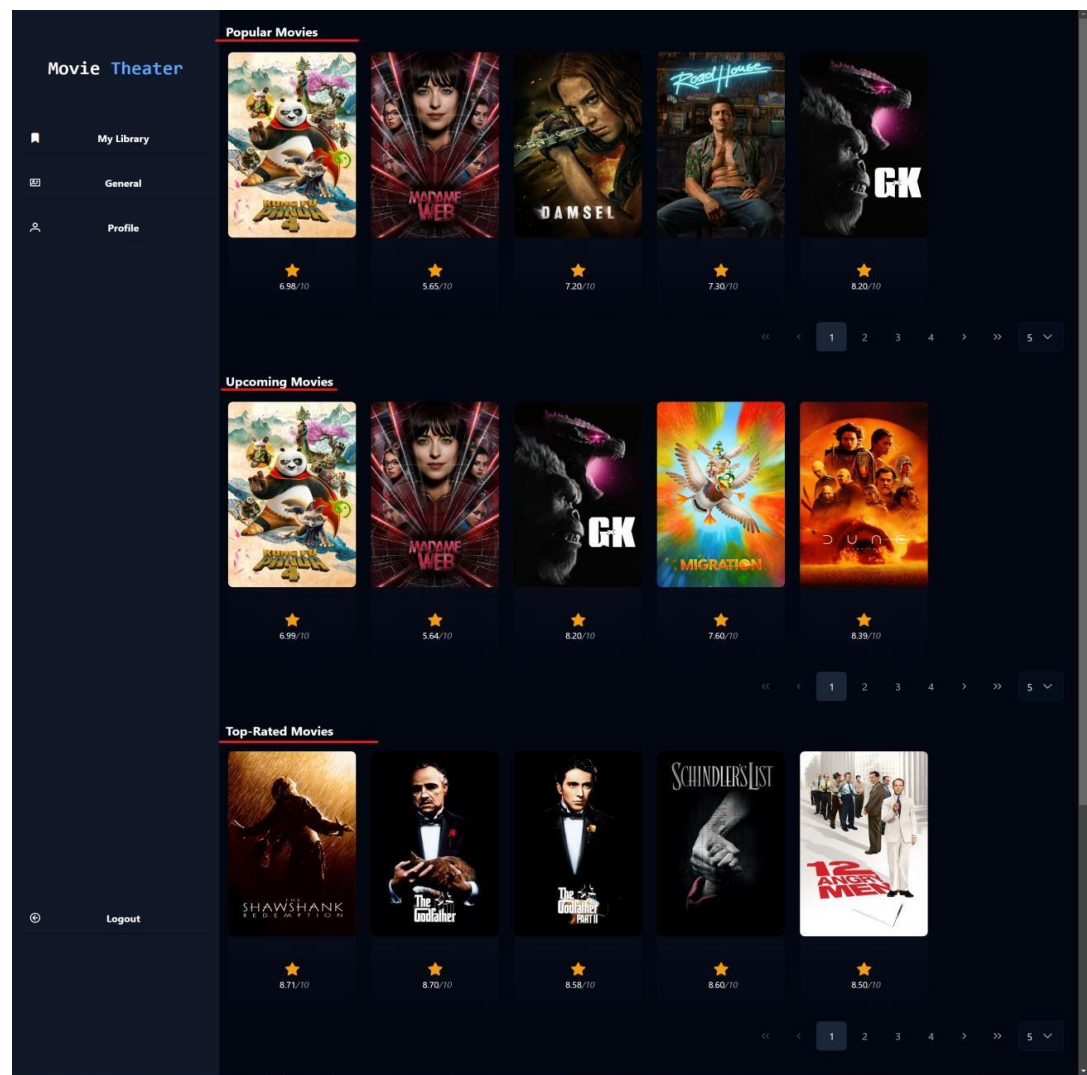 Movie Theater
My Library
General
Profile
Logout
Popular Movies
KUNG FU
PANDA
4
MADAME
WEB
DAMSEL
Road House
GK
6.98/10
5.65/10
7.20/10
7.30/10
8.20/10
« ‹ 1 2 3 4 › » 5
Upcoming Movies
KUNG FU
PANDA
4
MADAME
WEB
GK
MIGRATION
DUNE
6.99/10
5.64/10
8.20/10
7.60/10
8.39/10
« ‹ 1 2 3 4 › » 5
Top-Rated Movies
THE
SHAWSHANK
REDEMPTION
The
Godfather
The
Godfather
PART II
SCHINDLER'S LIST
12
ANGRY
MEN
8.71/10
8.70/10
8.58/10
8.60/10
8.50/10
« ‹ 1 2 3 4 › » 5